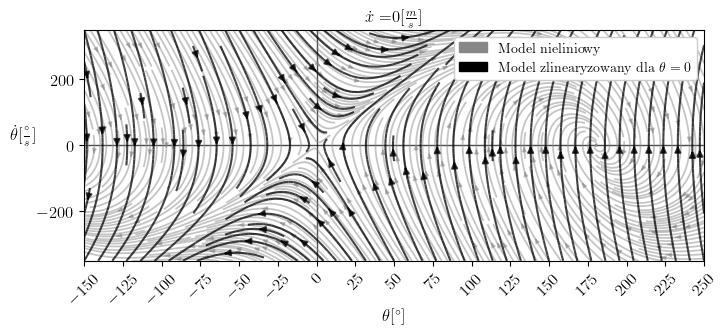 ẋ =0[m/s]
Model nieliniowy
Model zlinearyzowany dla θ = 0
θ̇[°/s]
200
0
−200
−150 −125 −100 −75 −50 −25 0 25 50 75 100 125 150 175 200 225 250
θ[°]